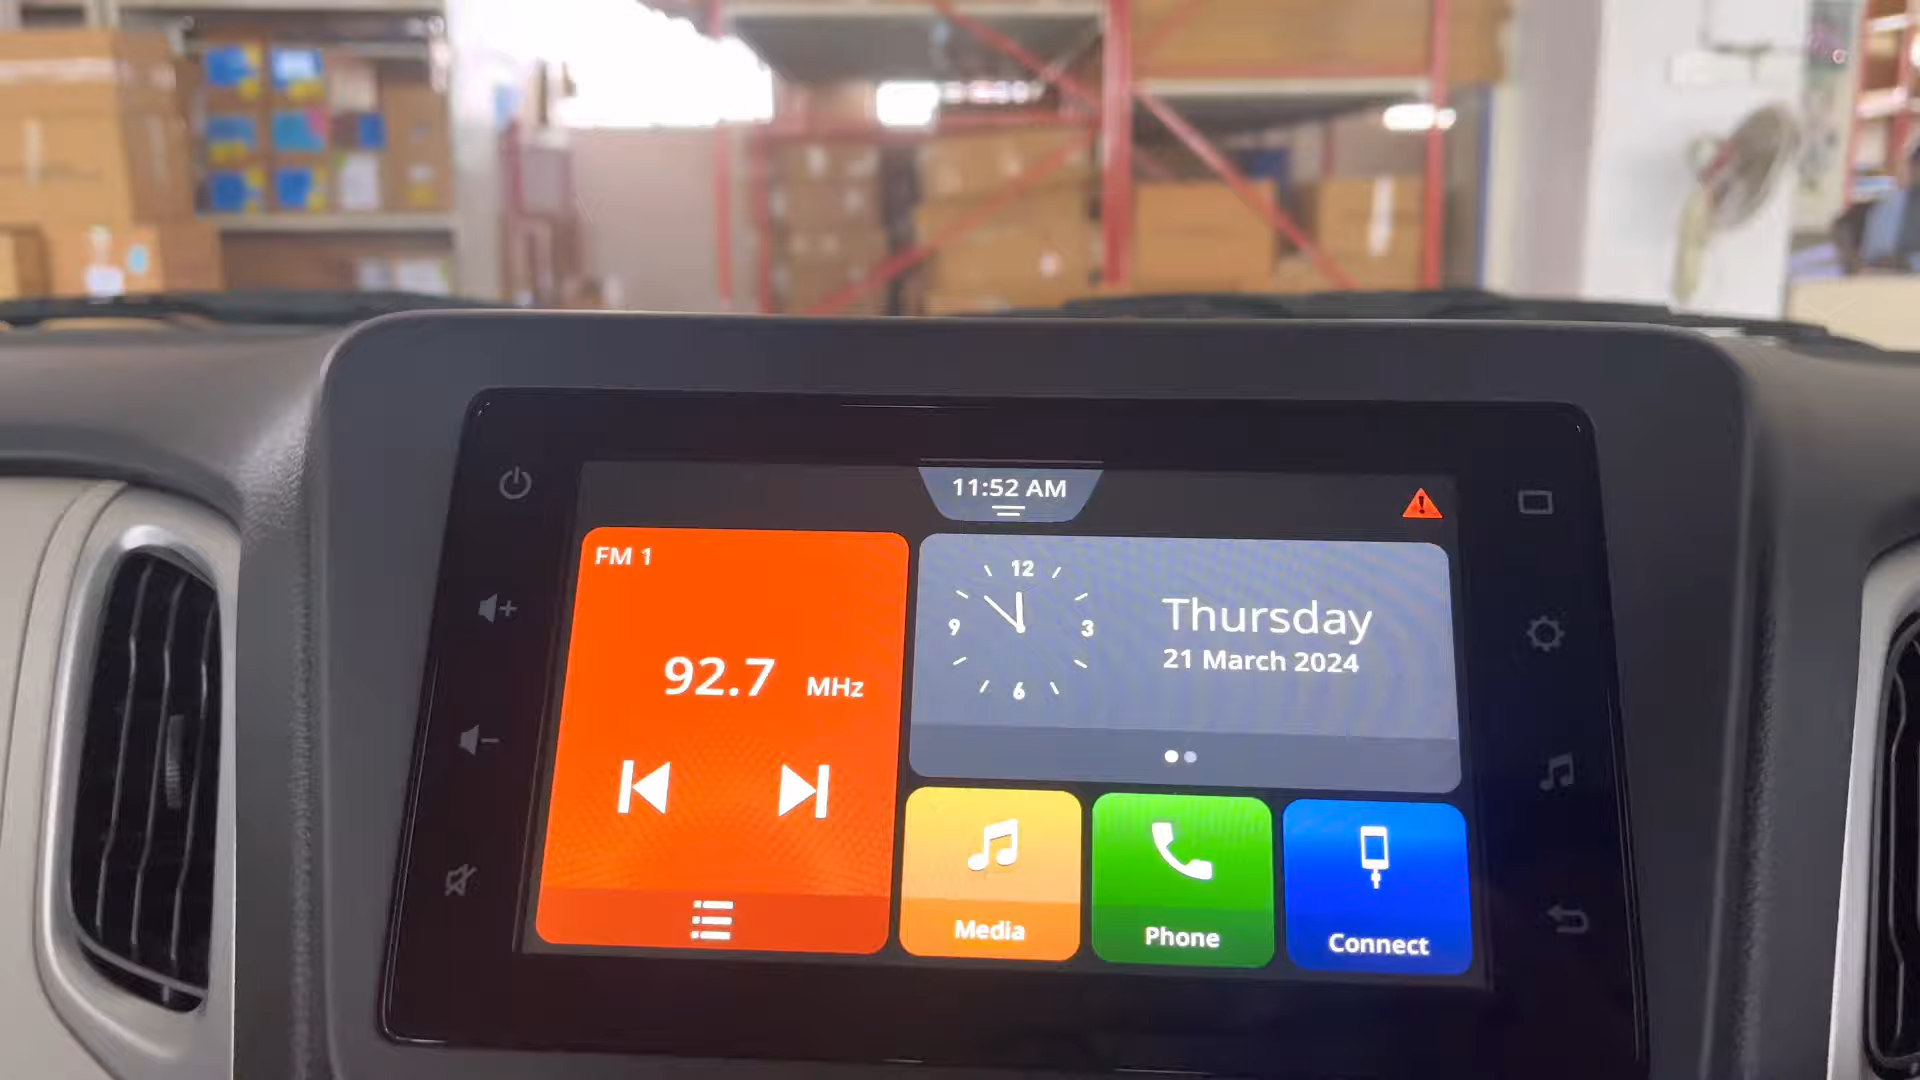 11:52 AM
FM 1
92.7 MHz
12
9
3
6
Thursday
21 March 2024
Media
Phone
Connect